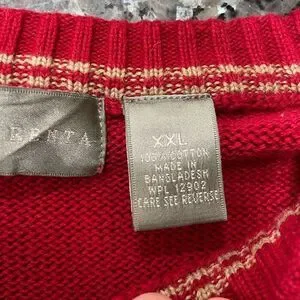 RENTA
XXL
100% COTTON
MADE IN
BANGLADESH
WPL 12902
CARE SEE REVERSE